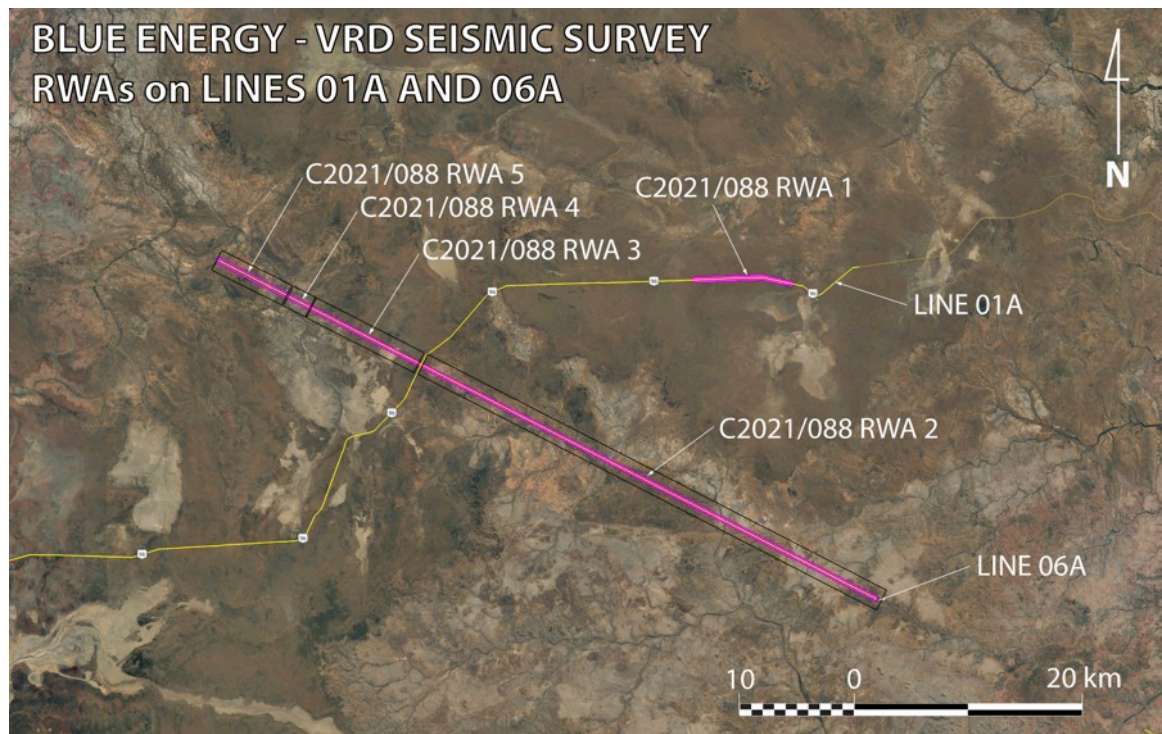 BLUE ENERGY - VRD SEISMIC SURVEY
RWAs on LINES 01A AND 06A
N
C2021/088 RWA 5
C2021/088 RWA 4
C2021/088 RWA 3
C2021/088 RWA 1
LINE 01A
C2021/088 RWA 2
LINE 06A
10 0 20 km